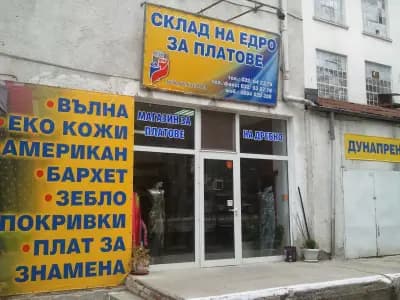 СКЛАД НА ЕДРО
ЗА ПЛАТОВЕ
МАГАЗИН ЗА
ПЛАТОВЕ
НА ДРЕБНО
• ВЪЛНА
• ЕКО КОЖИ
АМЕРИКАН
• БАРХЕТ
• ЗЕБЛО
ПОКРИВКИ
• ПЛАТ ЗА
ЗНАМЕНА
ДУНАПРЕН